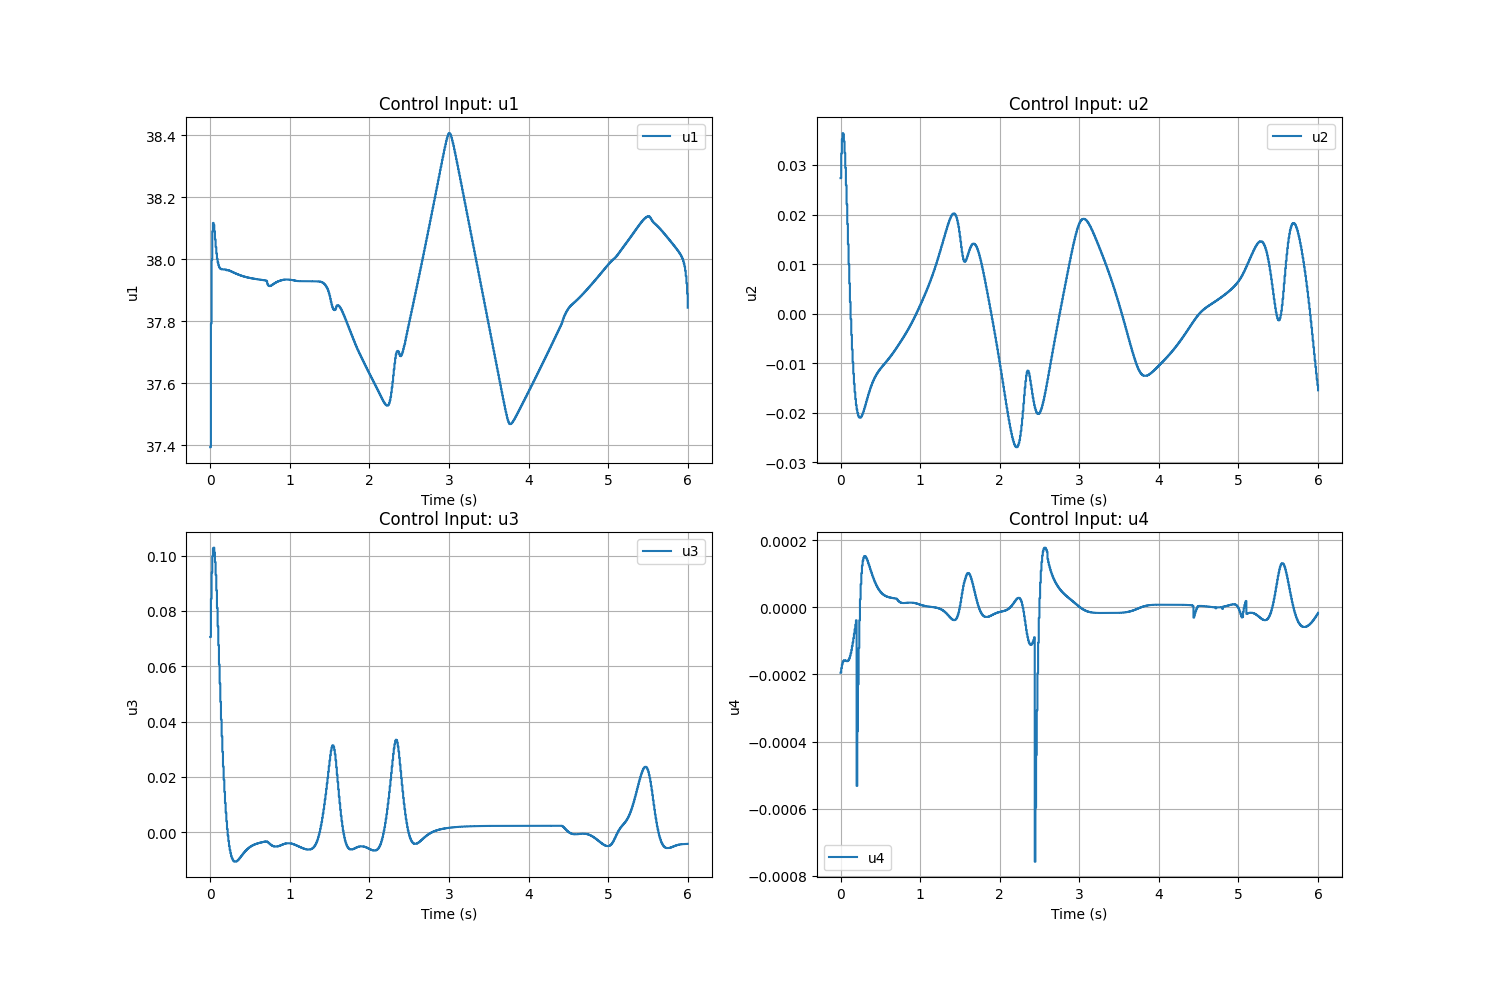 Control Input: u1
u1
38.4
38.2
38.0
37.8
37.6
37.4
u1
0 1 2 3 4 5 6
Time (s)
Control Input: u2
u2
0.03
0.02
0.01
0.00
−0.01
−0.02
−0.03
u2
0 1 2 3 4 5 6
Time (s)
Control Input: u3
u3
0.10
0.08
0.06
0.04
0.02
0.00
u3
0 1 2 3 4 5 6
Time (s)
Control Input: u4
0.0002
0.0000
−0.0002
−0.0004
−0.0006
−0.0008
u4
u4
0 1 2 3 4 5 6
Time (s)